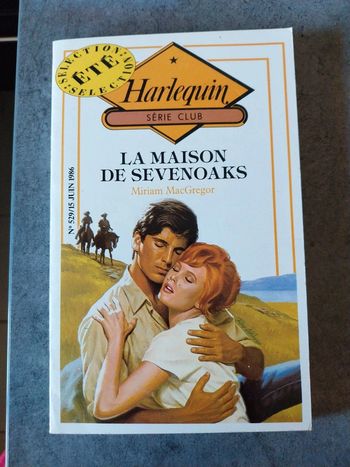 SÉLECTION
ÉTÉ
SÉLECTION
Harlequin
SÉRIE CLUB
LA MAISON
DE SEVENOAKS
Miriam MacGregor
N° 529/15 JUIN 1986